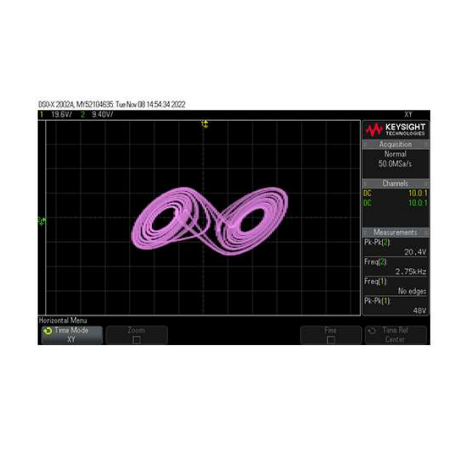 DSO-X 2002A, MY52104635: Tue Nov 08 14:54:34 2022
1 19.6V/ 2 9.40V/ XY
KEYSIGHT
TECHNOLOGIES
Acquisition
Normal
50.0MSa/s
Channels
DC 10.0:1
DC 10.0:1
Measurements
Pk-Pk(2):
20.4V
Freq(2):
2.75kHz
Freq(1):
No edges
Pk-Pk(1):
48V
Horizontal Menu
Time Mode
XY
Zoom
Fine
Time Ref
Center